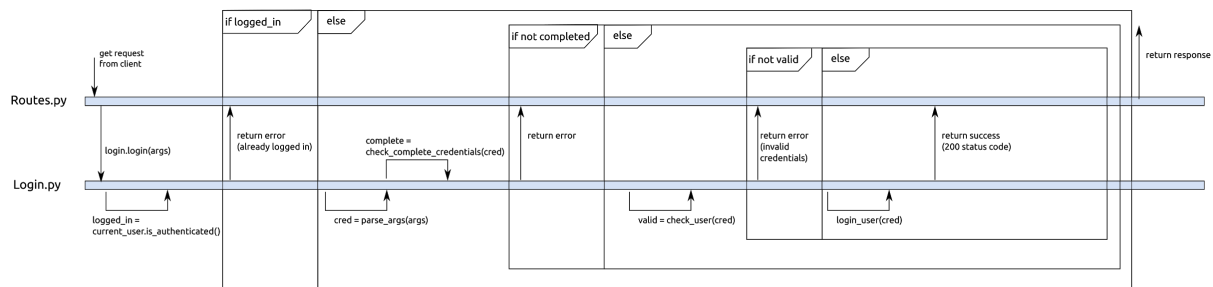 if logged_in
else
if not completed
else
if not valid
else
get request
from client
return response
Routes.py
login.login(args)
return error
(already logged in)
complete =
check_complete_credentials(cred)
return error
return error
(invalid
credentials)
return success
(200 status code)
Login.py
logged_in =
current_user.is_authenticated()
cred = parse_args(args)
valid = check_user(cred)
login_user(cred)